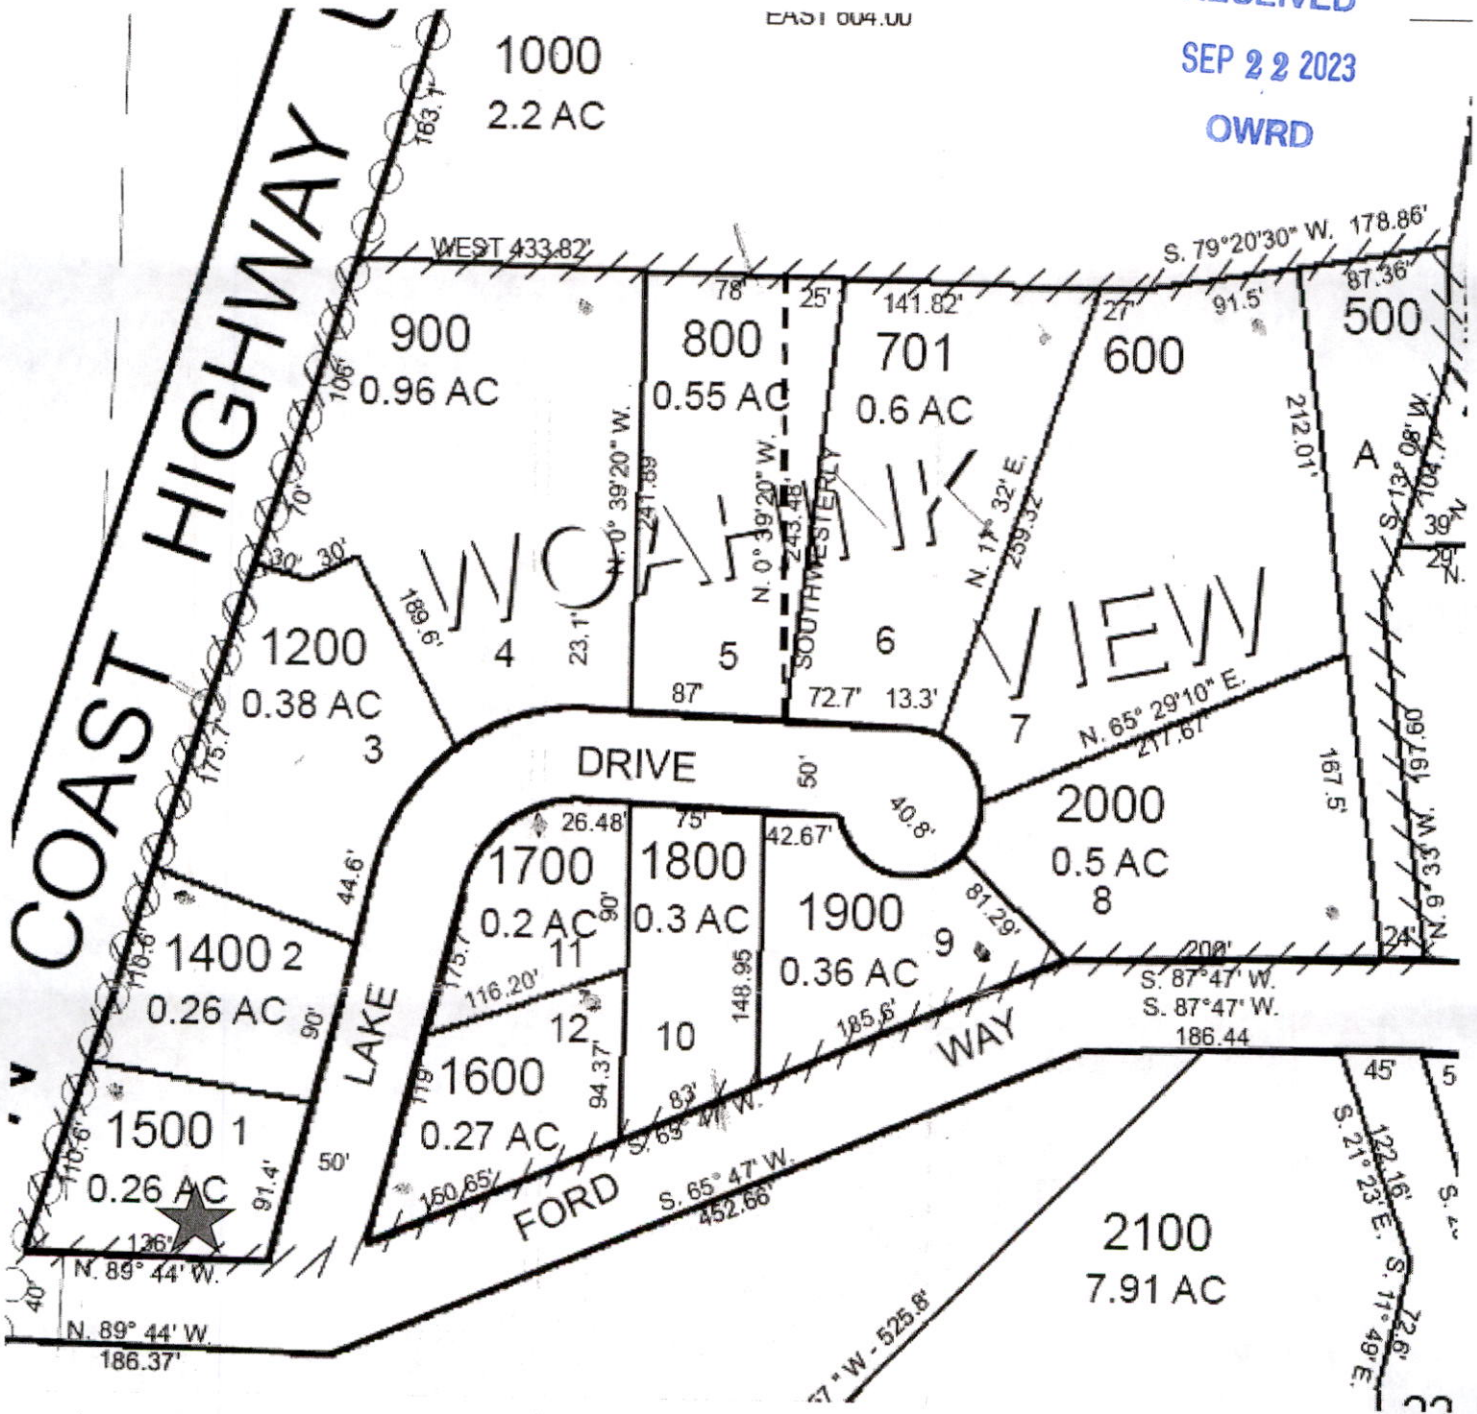 EAST 604.00
RECEIVED
SEP 22 2023
OWRD
1000
2.2 AC
163.1'
COAST HIGHWAY
WEST 433.82'
S. 79°20'30" W. 178.86'
78'
25'
141.82'
27'
91.5'
87.36'
900
0.96 AC
800
0.55 AC
701
0.6 AC
600
500
106'
70'
N. 0° 39'20" W.
241.89
N. 0° 39'20" W.
243.48'
SOUTHWESTERLY
N. 17° 32' E.
259.32'
212.01'
A
S. 13° 08' W.
104.7'
39'
N
29'
N.
WOAHINK
VIEW
30'
30'
189.6'
1200
0.38 AC
3
175.7'
4
23.1'
5
87'
6
72.7'
13.3'
7
N. 65° 29'10" E.
217.67'
DRIVE
50'
40.8'
2000
0.5 AC
8
167.5'
197.60
N. 9° 33' W.
44.6'
26.48'
75'
42.67'
1700
0.2 AC
11
90'
1800
0.3 AC
10
148.95
1900
0.36 AC
9
81.29'
1400 2
0.26 AC
110.6'
90'
LAKE
175.7'
116.20'
12
1600
0.27 AC
119'
94.37'
185.6'
200'
24'
S. 87°47' W.
S. 87°47' W.
186.44
WAY
83'
45'
5
1500 1
0.26 AC
110.6'
91.4'
136'
50'
150.65'
FORD
S. 65° 47' W.
452.66'
N. 89° 44' W.
40'
N. 89° 44' W.
186.37'
2100
7.91 AC
" W - 525.8'
122.16'
S. 21° 23' E.
S. 11° 49' E.
72.6'